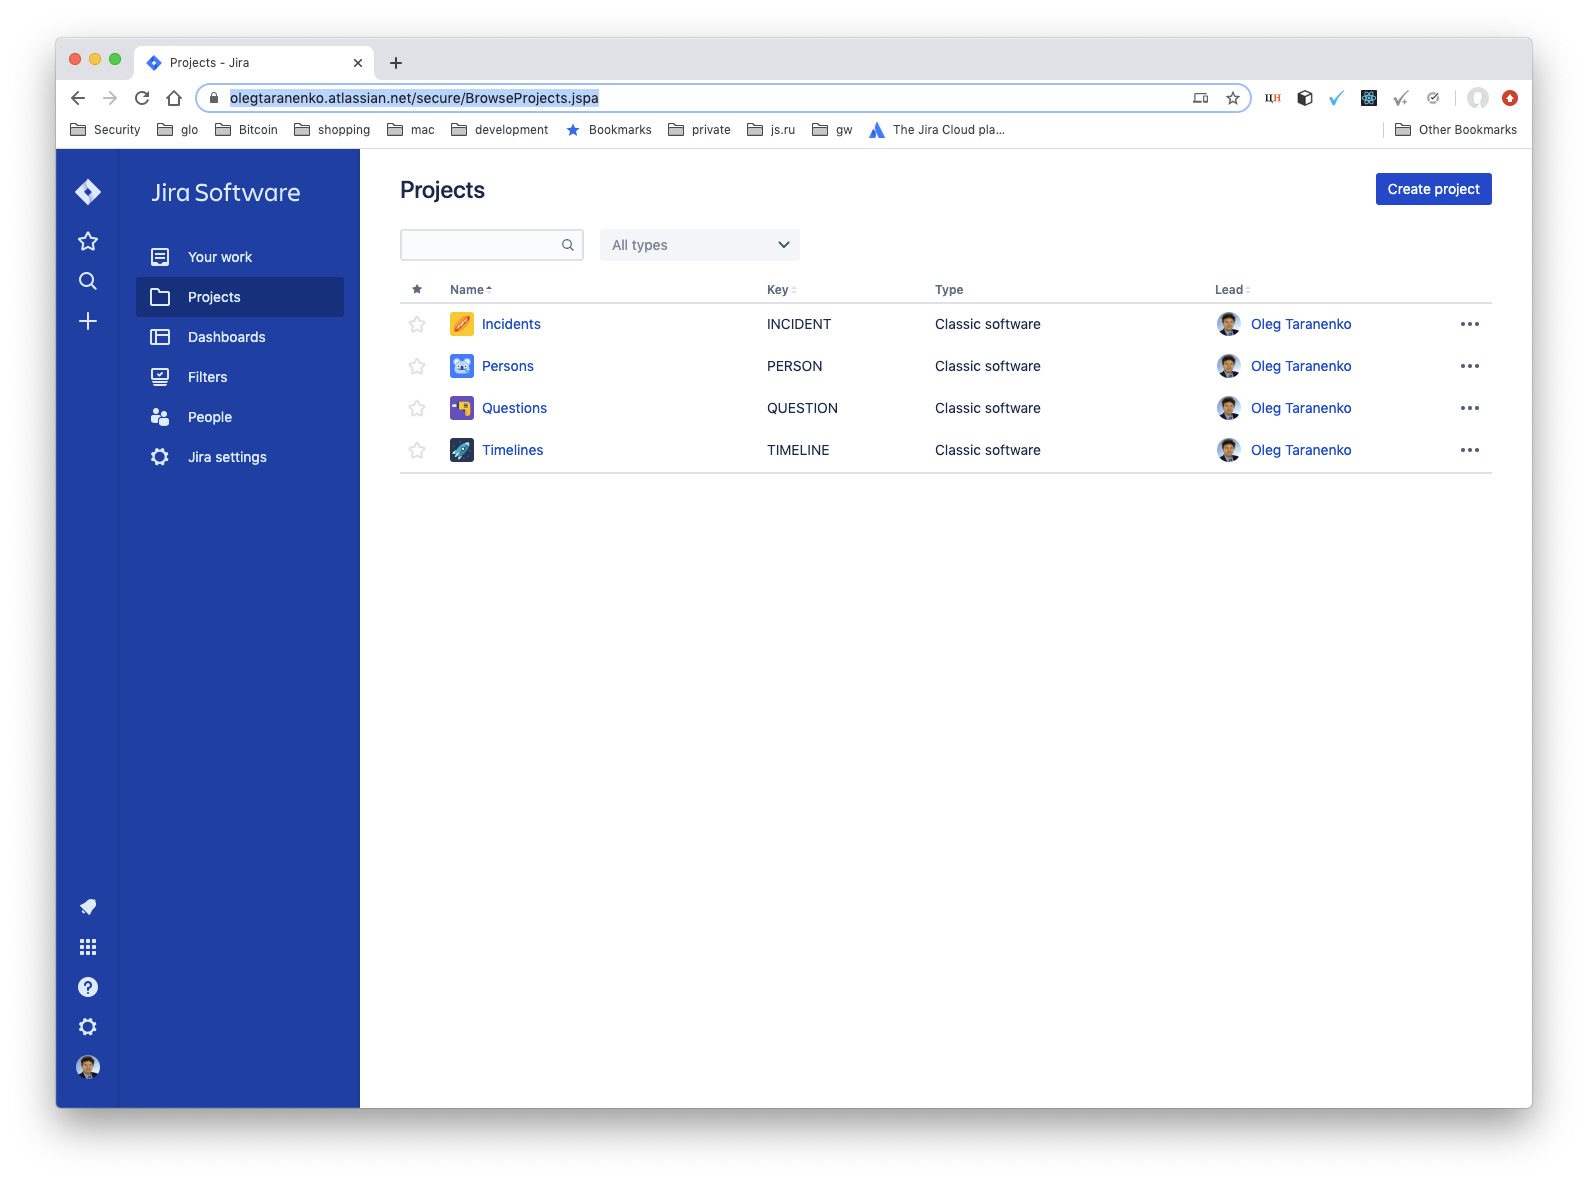 Projects - Jira
olegtaranenko.atlassian.net/secure/BrowseProjects.jspa
ЦН
Security glo Bitcoin shopping mac development Bookmarks private js.ru gw The Jira Cloud pla... Other Bookmarks
Jira Software
Your work
Projects
Dashboards
Filters
People
Jira settings
Projects
Create project
All types
Name Key Type Lead
Incidents INCIDENT Classic software Oleg Taranenko
Persons PERSON Classic software Oleg Taranenko
Questions QUESTION Classic software Oleg Taranenko
Timelines TIMELINE Classic software Oleg Taranenko